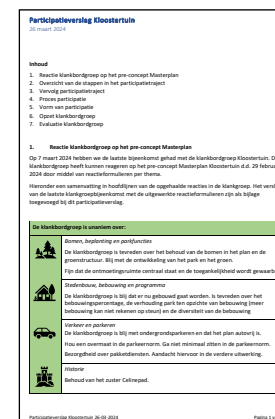 Participatieverslag Kloostertuin
26 maart 2024
Inhoud
1. Reactie klankbordgroep op het pre-concept Masterplan
2. Overzicht van de stappen in het participatietraject
3. Vervolg participatietraject
4. Proces participatie
5. Vorm van participatie
6. Opzet klankbordgroep
7. Evaluatie klankbordgroep
1. Reactie klankbordgroep op het pre-concept Masterplan
Op 7 maart 2024 hebben we de laatste bijeenkomst gehad met de klankbordgroep Kloostertuin. D
klankbordgroep heeft kunnen reageren op het pre-concept Masterplan Kloostertuin d.d. 29 februa
2024 door middel van reactieformulieren per thema.
Hieronder een samenvatting in hoofdlijnen van de opgehaalde reacties in de klankgroep. Het versl
van de laatste klankgroepbijeenkomst met de uitgewerkte reactieformulieren zijn als bijlage
toegevoegd bij dit participatieverslag.
De klankbordgroep is unaniem over:
Bomen, beplanting en parkfuncties
De klankbordgroep is tevreden over het behoud van de bomen in het plan en de
groenstructuur. Blij met de ontwikkeling van het park en het groen.
Fijn dat de ontmoetingsruimte centraal staat en de toegankelijkheid wordt gewaarb
Stedenbouw, bebouwing en programma
De klankbordgroep is blij dat er nu gebouwd gaat worden. Is tevreden over het
bebouwingspercentage, de verhouding park ten opzichte van bebouwing (meer
bebouwing kan niet rekenen op steun) en de diversiteit van de bebouwing
Verkeer en parkeren
De klankbordgroep is blij met ondergrondsparkeren en dat het plan autovrij is.
Hou een overmaat in de parkeernorm. Ga niet minimaal zitten in de parkeernorm.
Bezorgdheid over pakketdiensten. Aandacht hiervoor in de verdere uitwerking.
Historie
Behoud van het zuster Celinepad.
Participatieverslag Kloostertuin 26-03-2024
Pagina 1 v